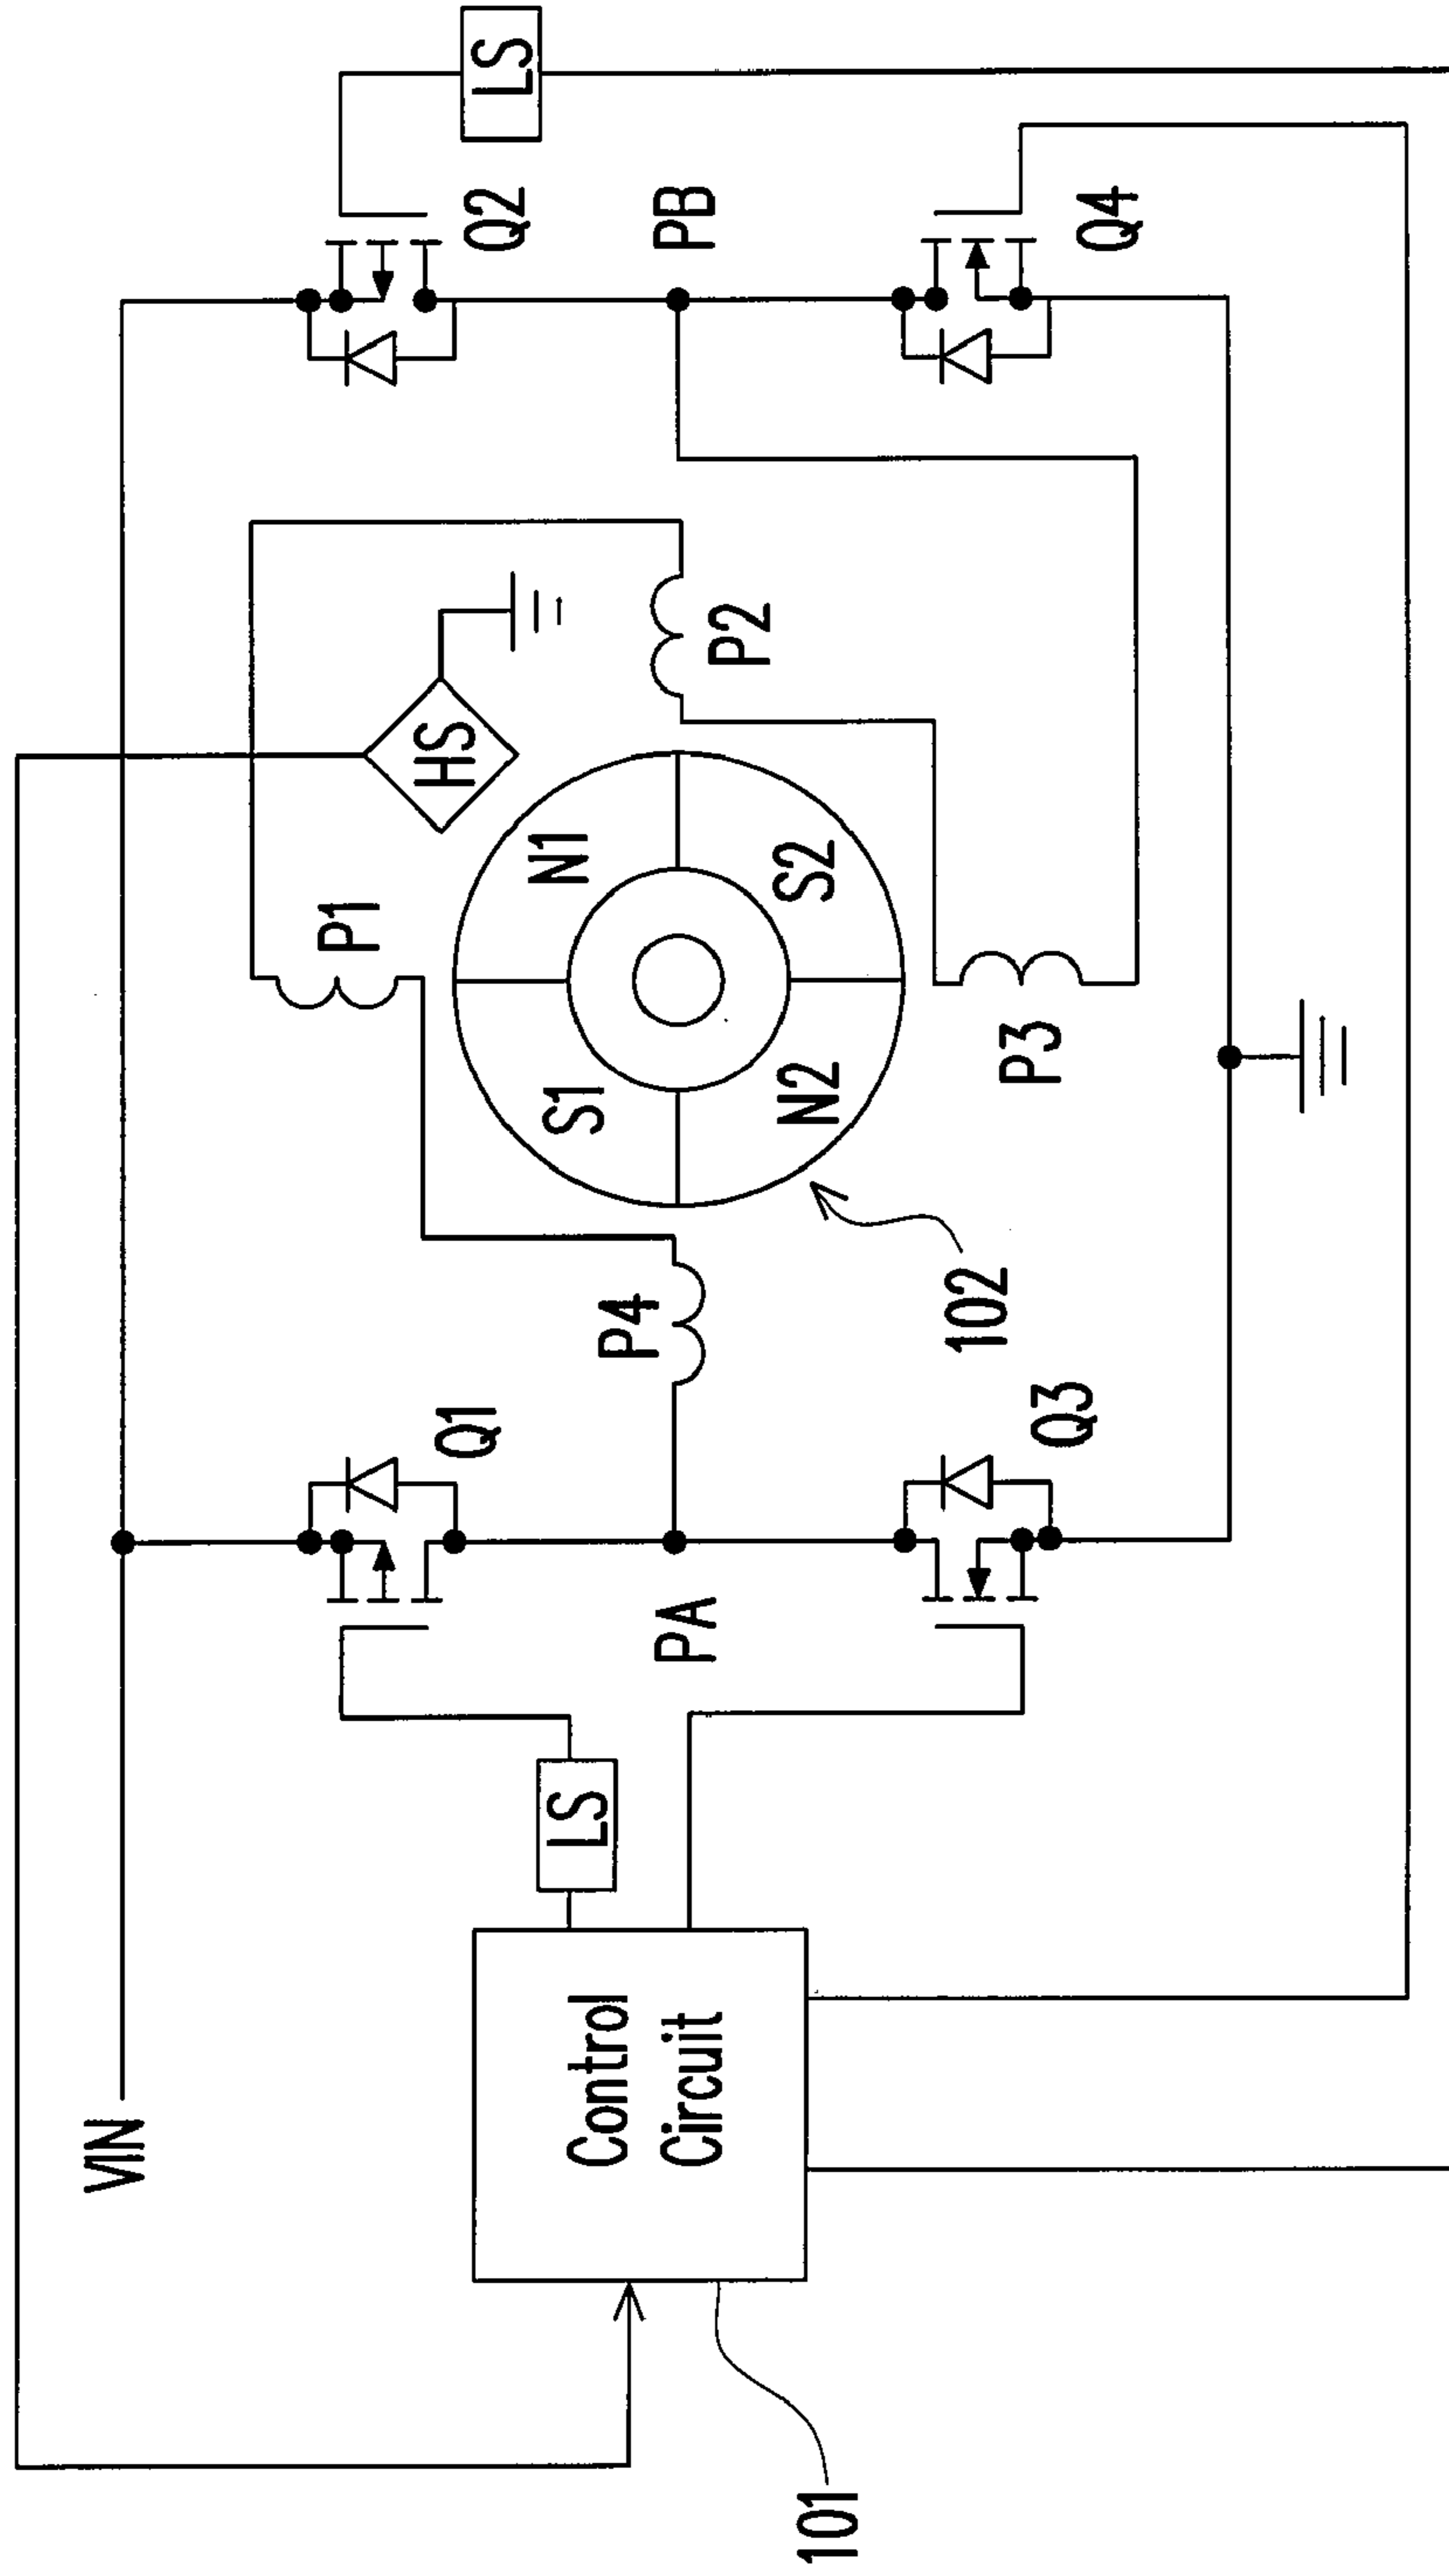 VIN
101
Control
Circuit
LS
PA
Q1
Q3
P4
102
S1
N1
N2
S2
P1
HS
P2
P3
PB
Q2
Q4
LS